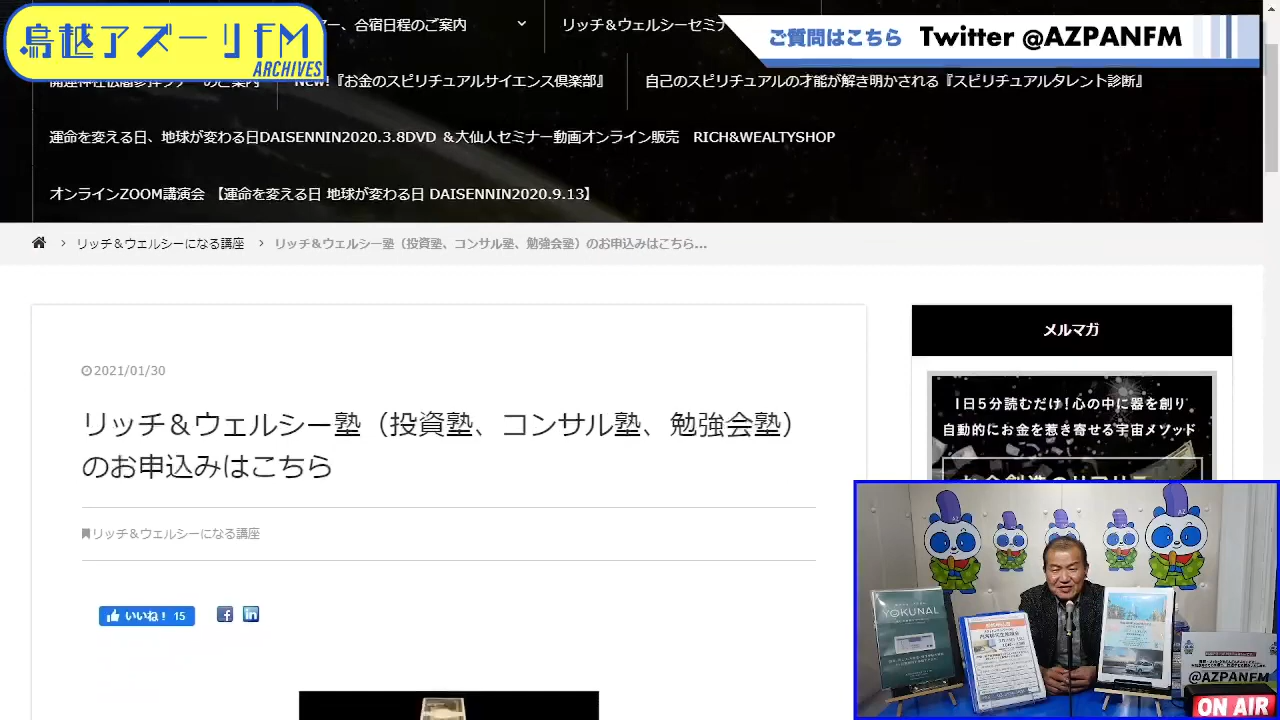 鳥越アズーリFM
ARCHIVES
、合宿日程のご案内
リッチ＆ウェルシーセミナ
ご質問はこちら Twitter @AZPANFM
New!『お金のスピリチュアルサイエンス倶楽部』
自己のスピリチュアルの才能が解き明かされる『スピリチュアルタレント診断』
運命を変える日、地球が変わる日DAISENNIN2020.3.8DVD ＆大仙人セミナー動画オンライン販売 RICH&WEALTYSHOP
オンラインZOOM講演会 【運命を変える日 地球が変わる日 DAISENNIN2020.9.13】
リッチ＆ウェルシーになる講座
リッチ＆ウェルシー塾（投資塾、コンサル塾、勉強会塾）のお申込みはこちら...
2021/01/30
リッチ＆ウェルシー塾（投資塾、コンサル塾、勉強会塾）
のお申込みはこちら
リッチ＆ウェルシーになる講座
いいね！ 15
メルマガ
1日5分読むだけ!心の中に器を創り
自動的にお金を惹き寄せる宇宙メソッド
YOKUNAL
@AZPANFM
ON AIR